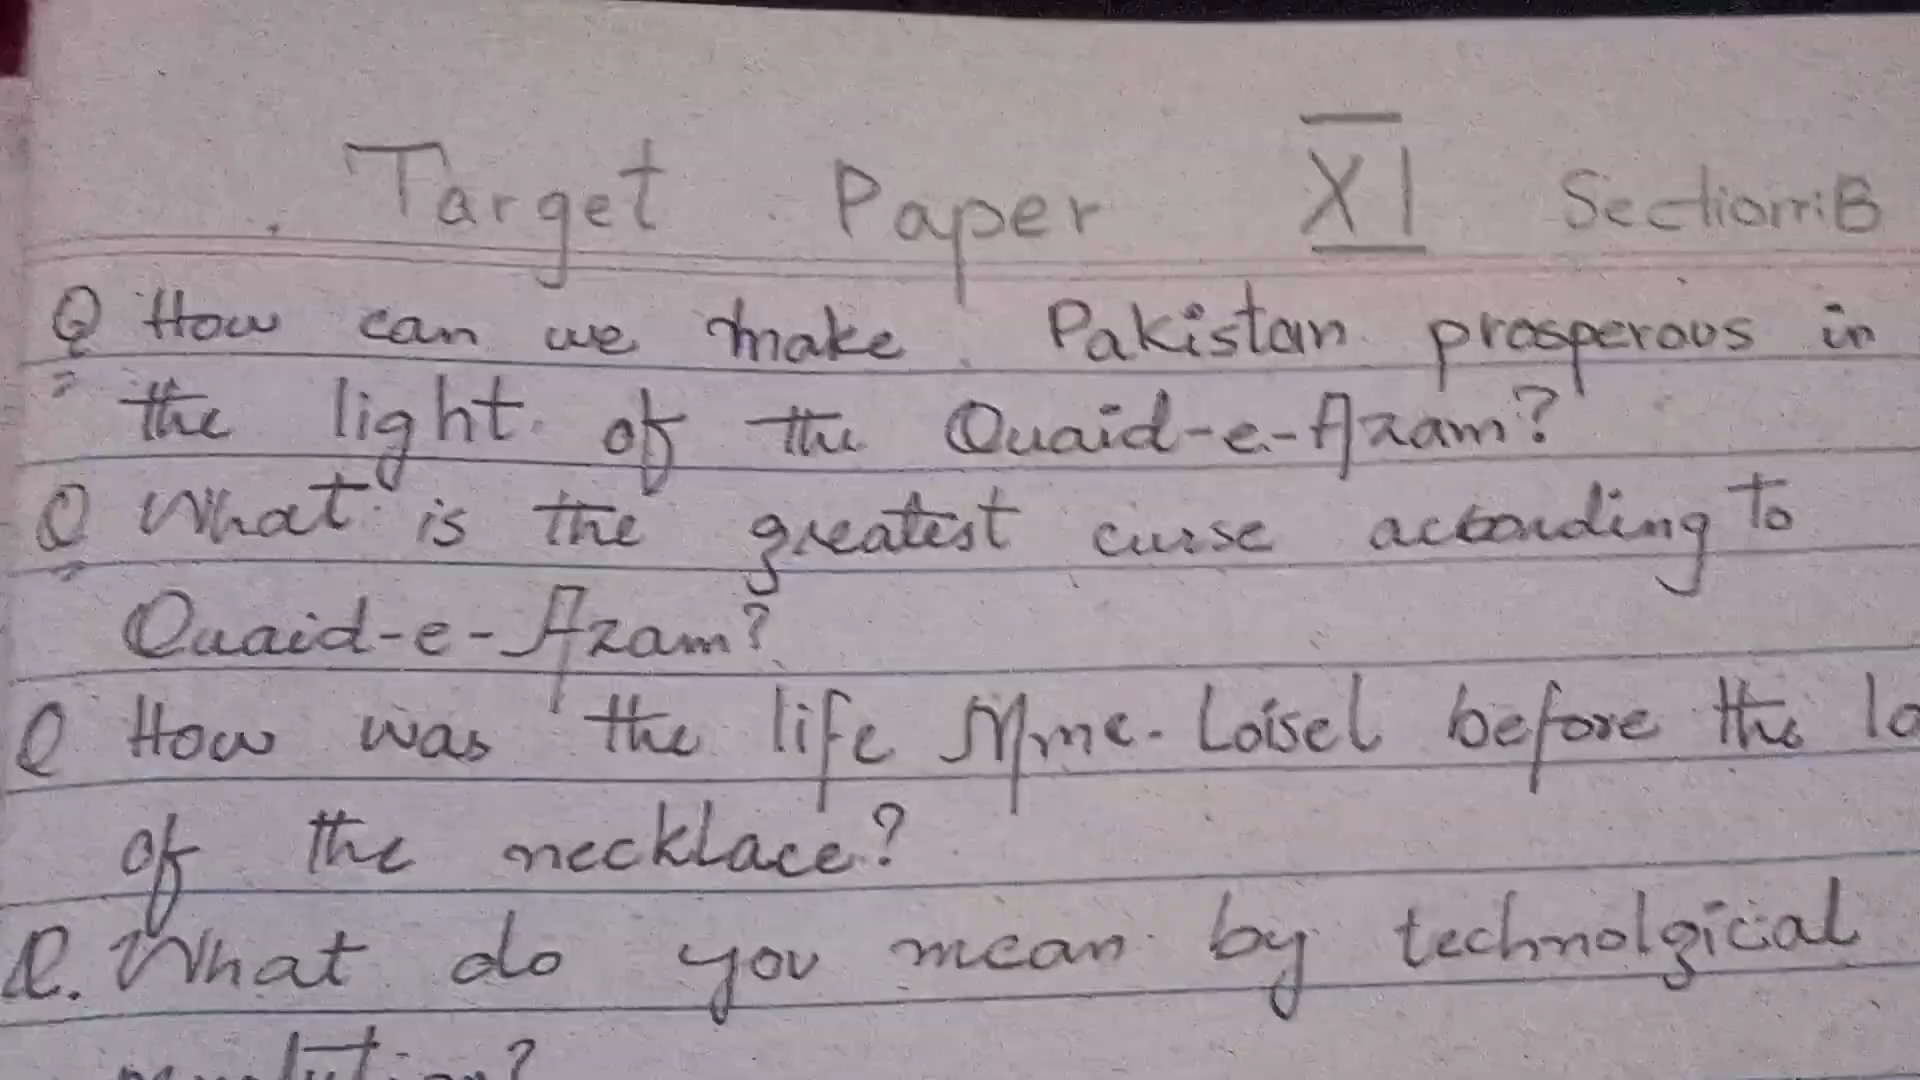 Target Paper XI Section:B
Q How can we make Pakistan prosperous in
the light of the Quaid-e-Azam?
Q What is the greatest curse according to
Quaid-e-Azam?
Q How was the life Mme. Loisel before the
of the necklace?
Q. What do you mean by technolgical